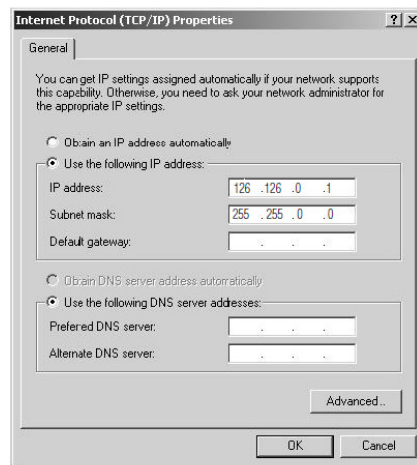 Internet Protocol (TCP/IP) Properties ? X
General
You can get IP settings assigned automatically if your network supports
this capability. Otherwise, you need to ask your network administrator for
the appropriate IP settings.
Obtain an IP address automatically
Use the following IP address:
IP address: 126 .126 .0 .1
Subnet mask: 255 .255 .0 .0
Default gateway: . . .
Obtain DNS server address automatically
Use the following DNS server addresses:
Preferred DNS server: . . .
Alternate DNS server: . . .
Advanced..
OK Cancel